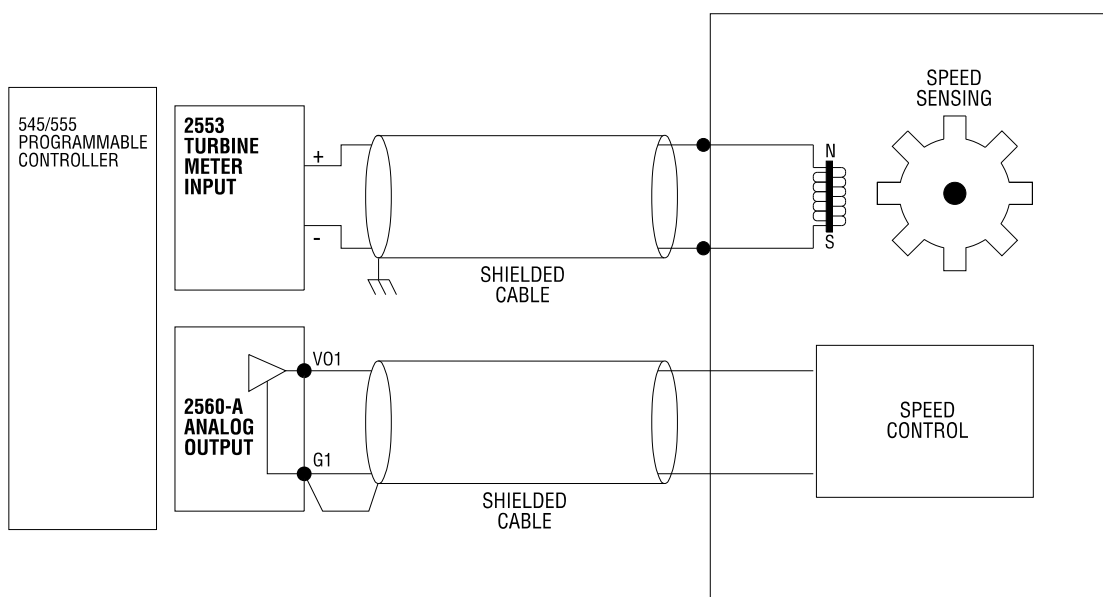 545/555
PROGRAMMABLE
CONTROLLER
2553
TURBINE
METER
INPUT
+
-
SHIELDED
CABLE
N
S
SPEED
SENSING
2560-A
ANALOG
OUTPUT
VO1
G1
SHIELDED
CABLE
SPEED
CONTROL